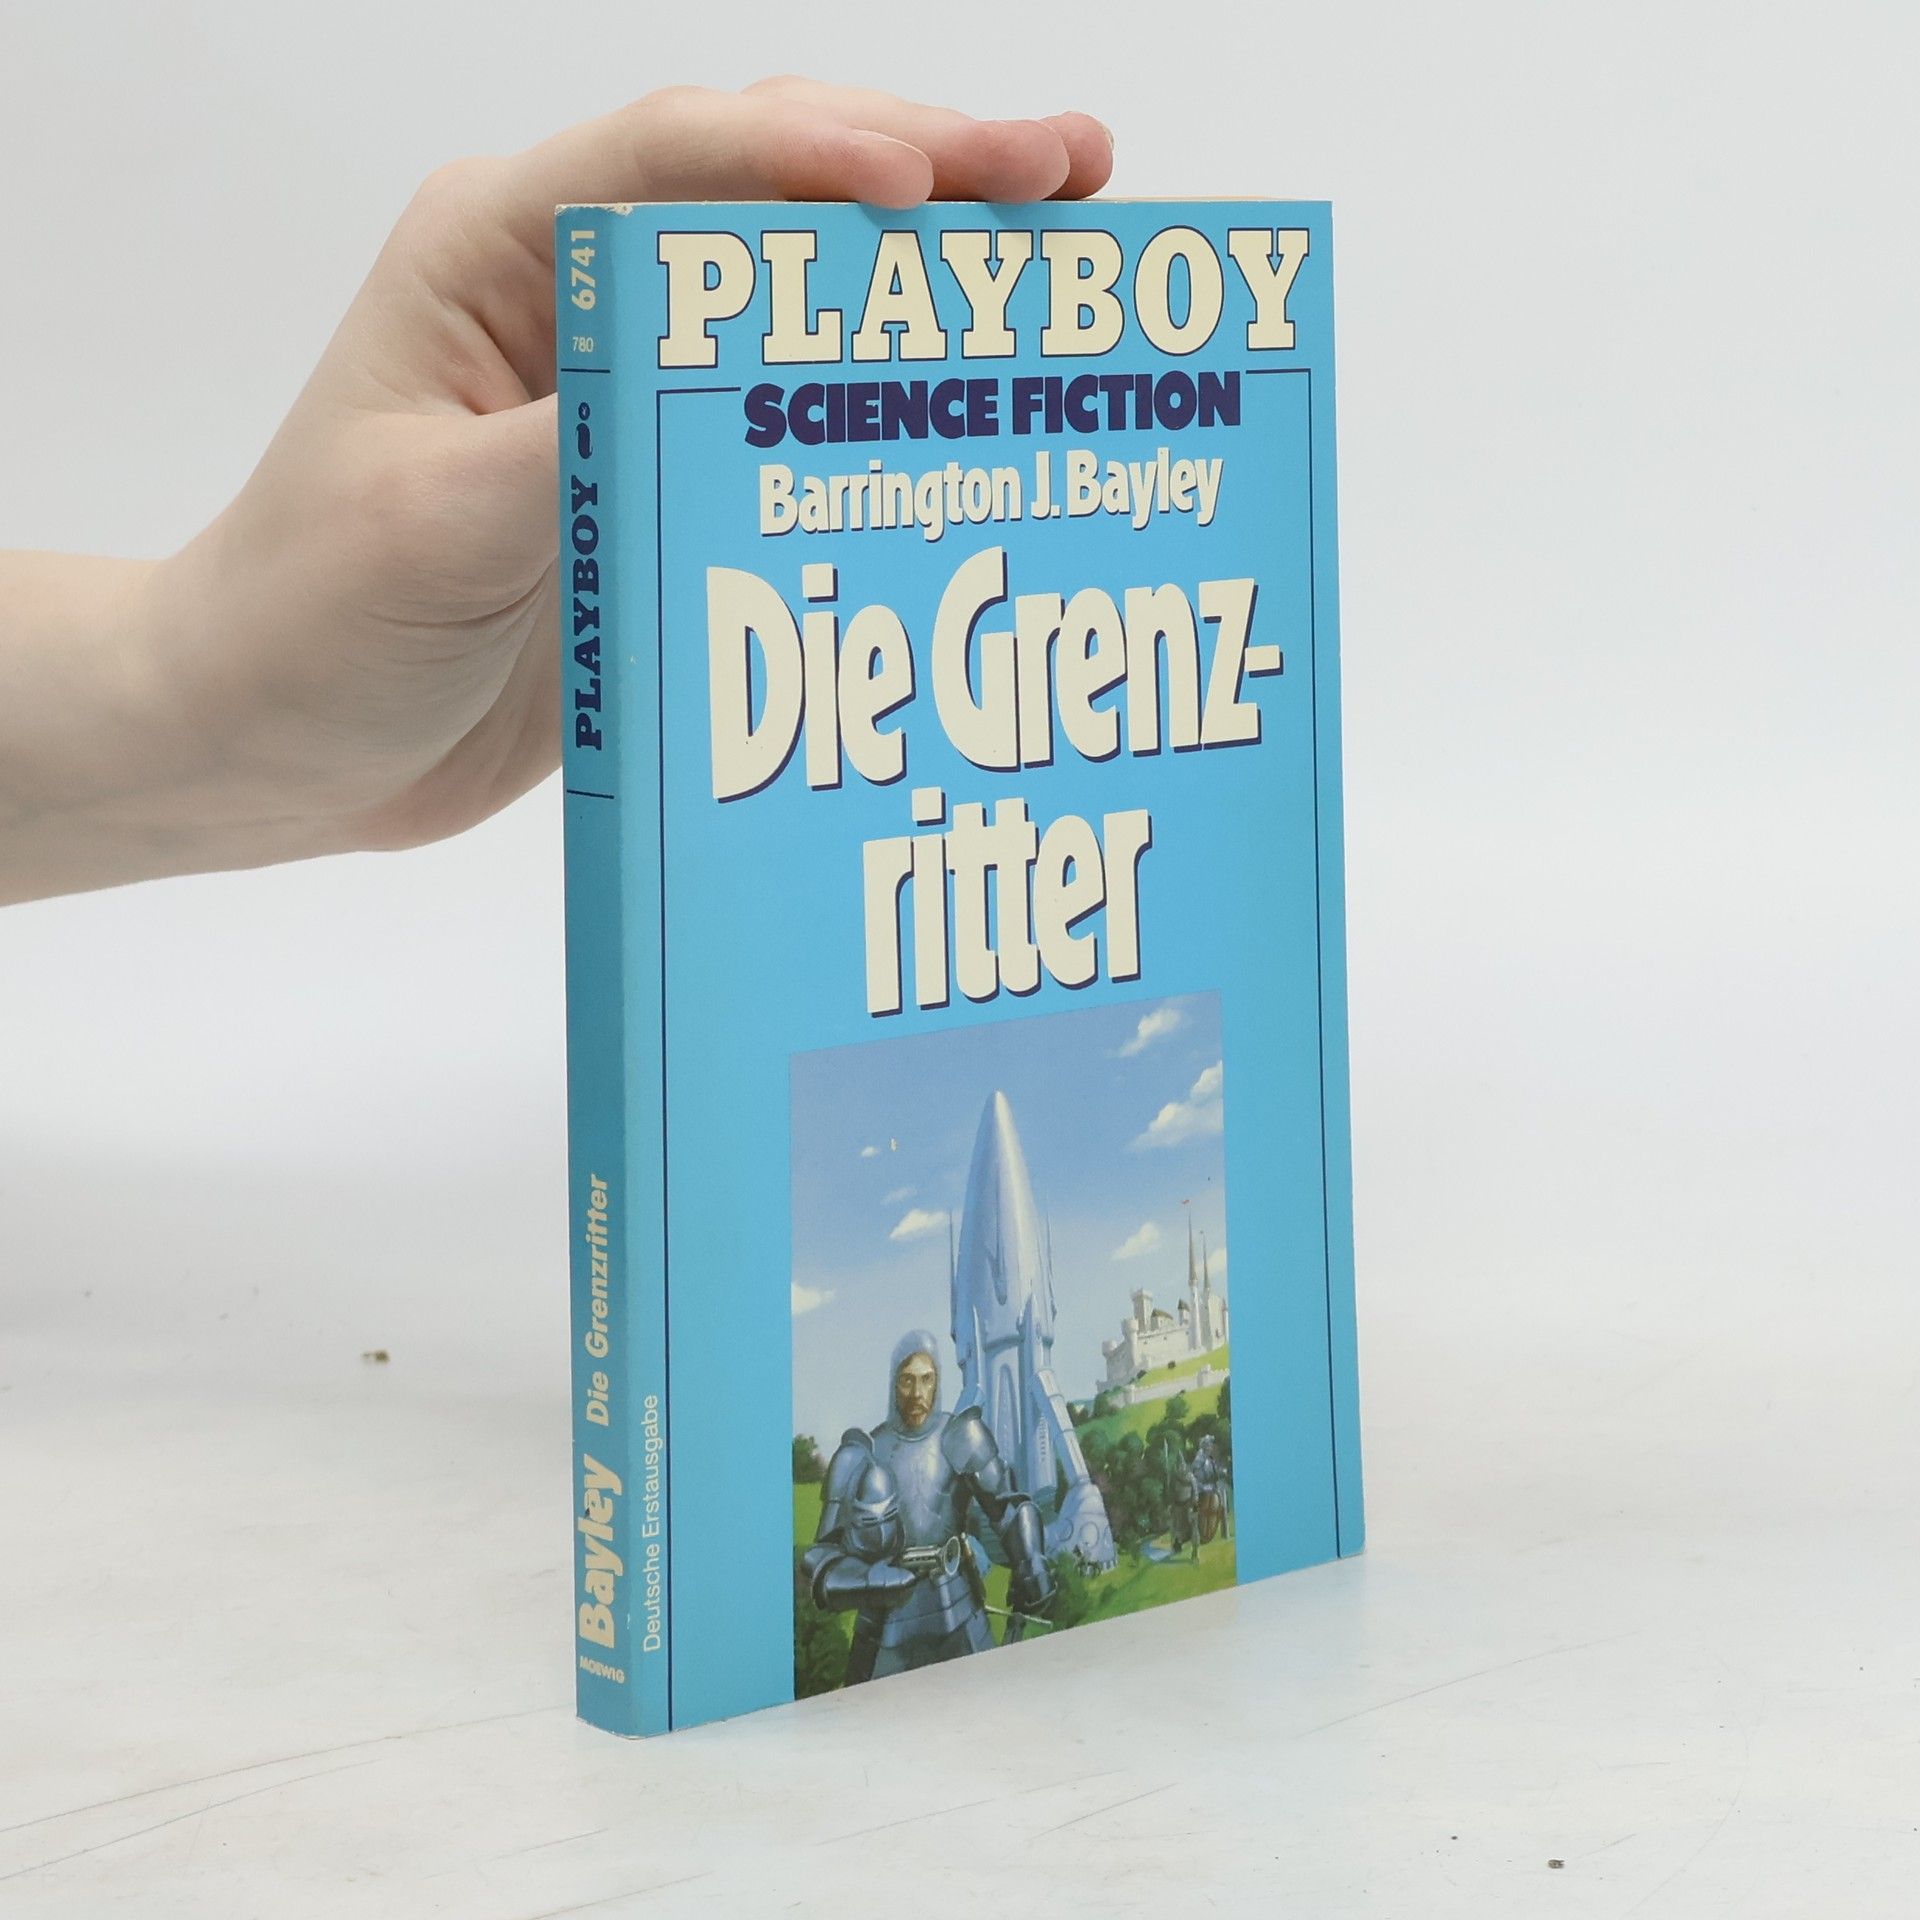 PLAYBOY
SCIENCE FICTION
Barrington J. Bayley
Die Grenz-
ritter
6741
780
PLAYBOY
Bayley Die Grenzritter
MOEWIG
Deutsche Erstausgabe